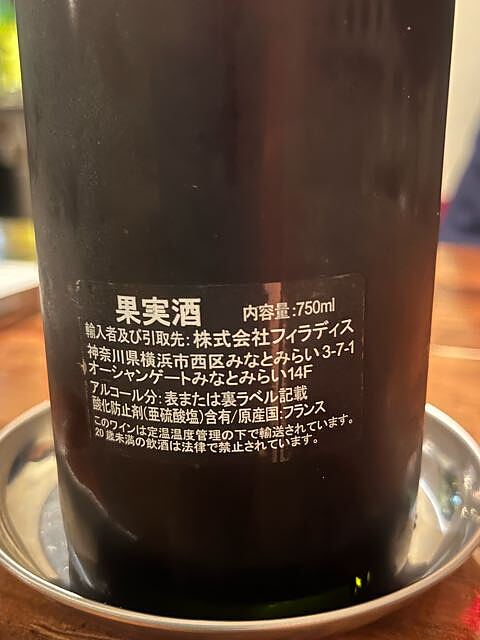 果実酒 内容量:750ml
輸入者及び引取先:株式会社フィラディス
神奈川県横浜市西区みなとみらい3-7-1
オーシャンゲートみなとみらい14F
アルコール分:表または裏ラベル記載
酸化防止剤(亜硫酸塩)含有/原産国:フランス
このワインは定温温度管理の下で輸送されています。
20歳未満の飲酒は法律で禁止されています。